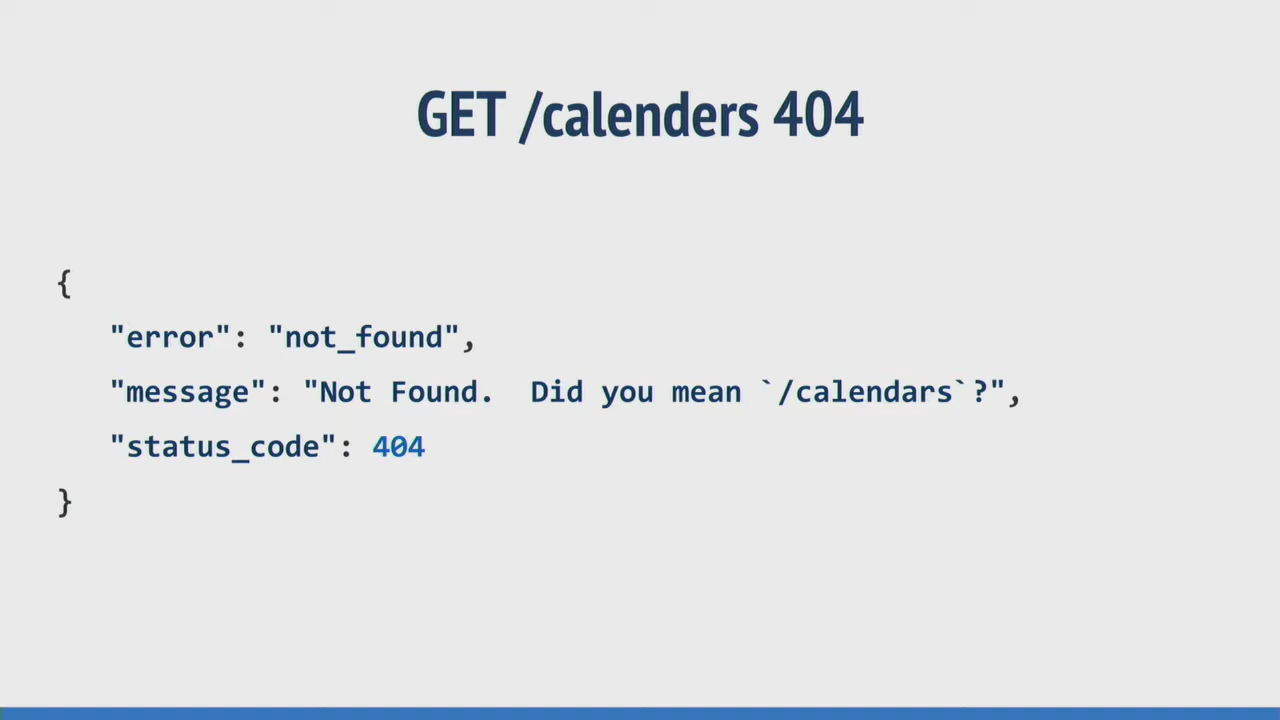 GET /calenders 404
{
"error": "not_found",
"message": "Not Found.  Did you mean `/calendars`?",
"status_code": 404
}